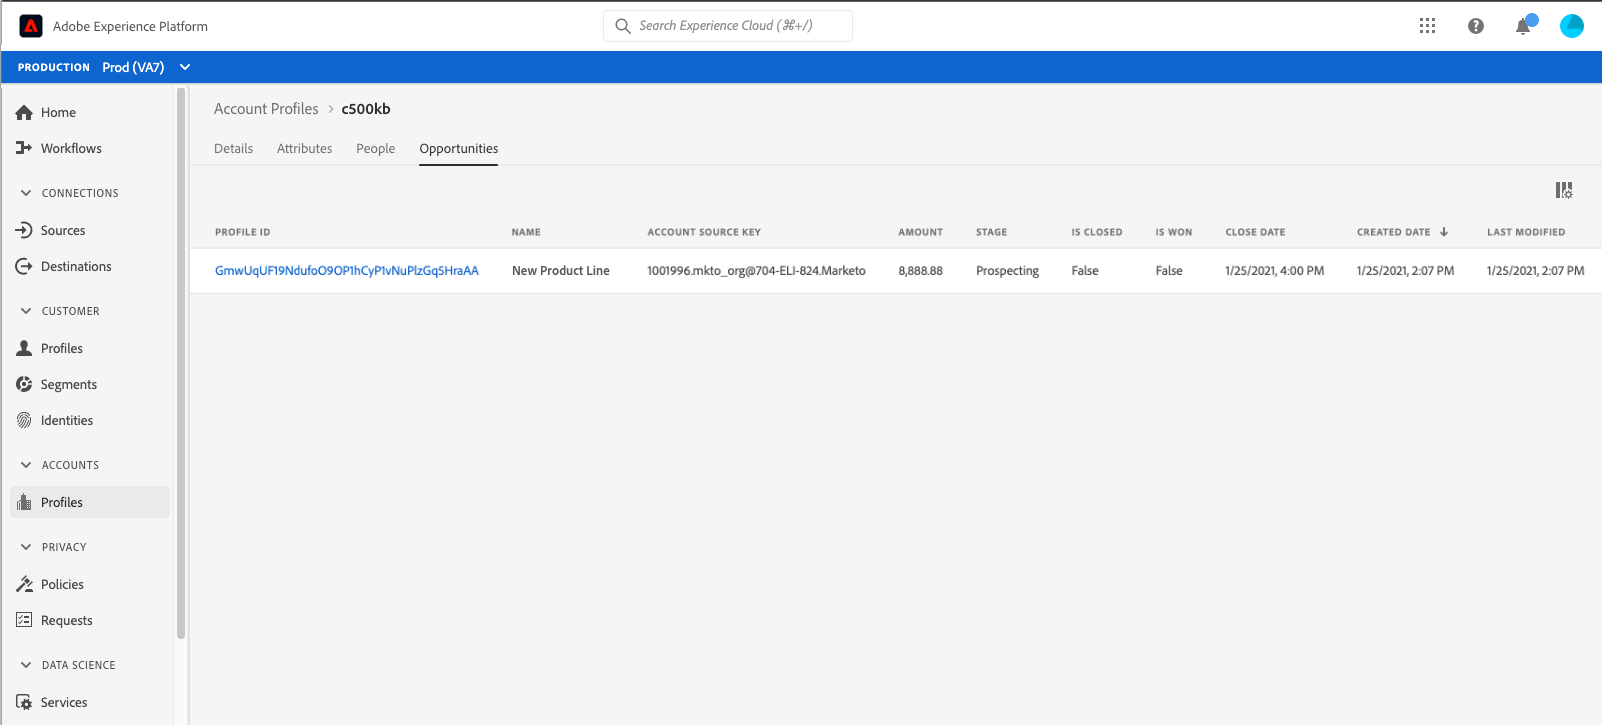 Adobe Experience Platform
Search Experience Cloud (⌘+/)
PRODUCTION Prod (VA7)
Home
Workflows
CONNECTIONS
Sources
Destinations
CUSTOMER
Profiles
Segments
Identities
ACCOUNTS
Profiles
PRIVACY
Policies
Requests
DATA SCIENCE
Services
Account Profiles > c500kb
Details Attributes People Opportunities
PROFILE ID NAME ACCOUNT SOURCE KEY AMOUNT STAGE IS CLOSED IS WON CLOSE DATE CREATED DATE ↓ LAST MODIFIED
GmwUqUF19NdufoO9OP1hCyP1vNuPlzGq5HraAA New Product Line 1001996.mkto_org@704-ELI-824.Marketo 8,888.88 Prospecting False False 1/25/2021, 4:00 PM 1/25/2021, 2:07 PM 1/25/2021, 2:07 PM